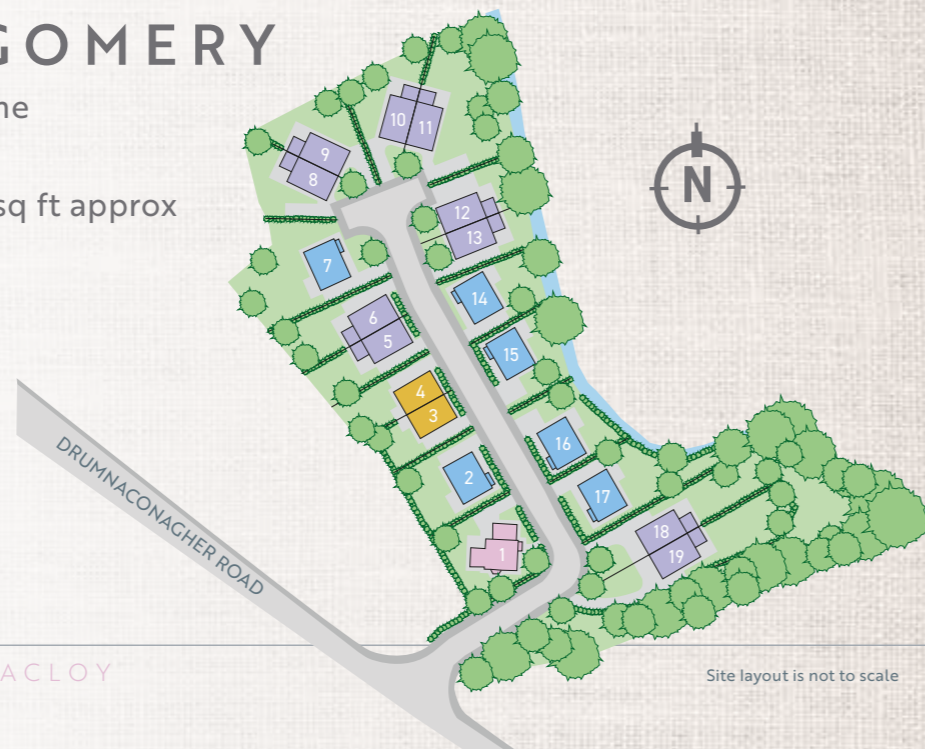 GOMERY
ne
sq ft approx
N
10
11
9
8
12
13
7
14
6
5
15
4
3
16
2
17
18
19
1
DRUMNACONAGHER ROAD
ACLOY
Site layout is not to scale